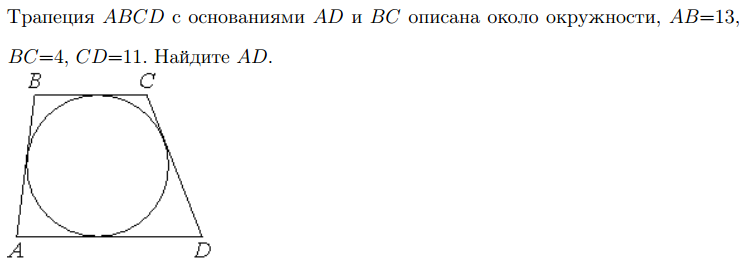 Трапеция ABCD с основаниями AD и BC описана около окружности, AB=13,
BC=4, CD=11. Найдите AD.
B C
A D